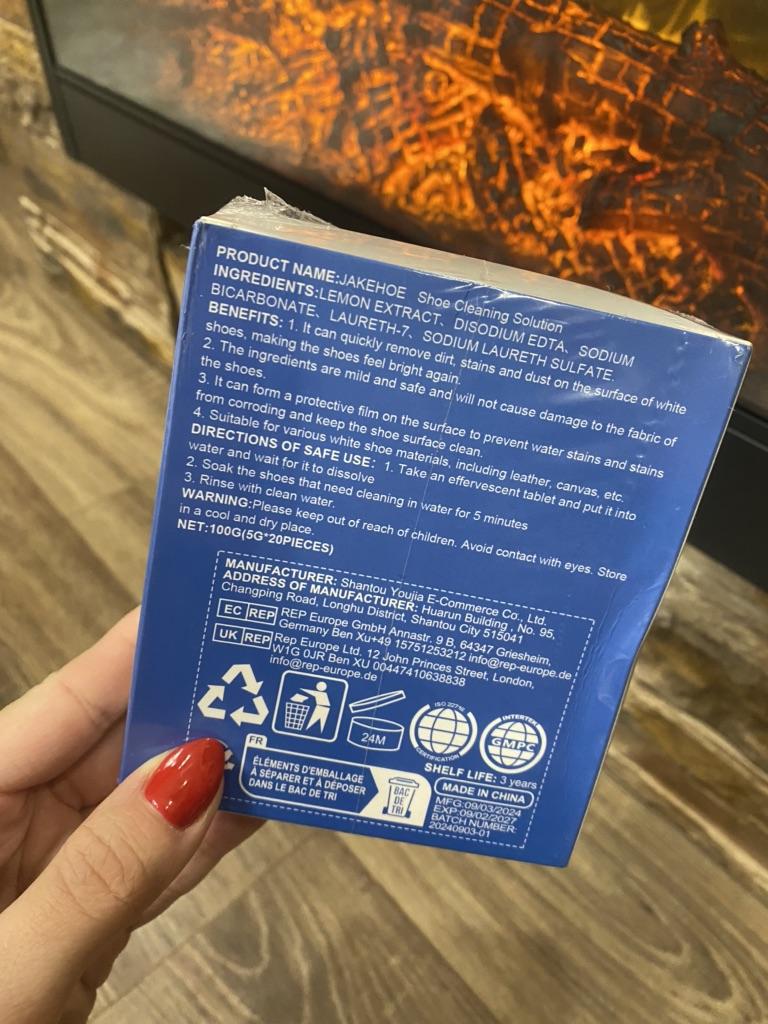 PRODUCT NAME:JAKEHOE Shoe Cleaning Solution
INGREDIENTS:LEMON EXTRACT、DISODIUM EDTA、SODIUM
BICARBONATE、LAURETH-7、SODIUM LAURETH SULFATE.
BENEFITS: 1. It can quickly remove dirt, stains and dust on the surface of white
shoes, making the shoes feel bright again.
2. The ingredients are mild and safe and will not cause damage to the fabric of
the shoes.
3. It can form a protective film on the surface to prevent water stains and stains
from corroding and keep the shoe surface clean.
4. Suitable for various white shoe materials, including leather, canvas, etc.
DIRECTIONS OF SAFE USE: 1. Take an effervescent tablet and put it into
water and wait for it to dissolve
2. Soak the shoes that need cleaning in water for 5 minutes
3. Rinse with clean water.
WARNING:Please keep out of reach of children. Avoid contact with eyes. Store
in a cool and dry place.
NET:100G(5G*20PIECES)
MANUFACTURER: Shantou Youjia E-Commerce Co., Ltd.
ADDRESS OF MANUFACTURER: Huarun Building , No. 95,
Changping Road, Longhu District, Shantou City 515041
EC REP REP Europe GmbH Annastr. 9 B, 64347 Griesheim,
Germany Ben Xu+49 15751253212 info@rep-europe.de
UK REP Rep Europe Ltd. 12 John Princes Street, London,
W1G 0JR Ben XU 00447410638838
info@rep-europe.de
24M
ISO 22716
CERTIFICATION
INTERTEK
GMPC
FR
ÉLÉMENTS D'EMBALLAGE
À SÉPARER ET À DÉPOSER
DANS LE BAC DE TRI
BAC
DE
TRI
SHELF LIFE: 3 years
MADE IN CHINA
MFG:09/03/2024
EXP:09/02/2027
BATCH NUMBER:
20240903-01